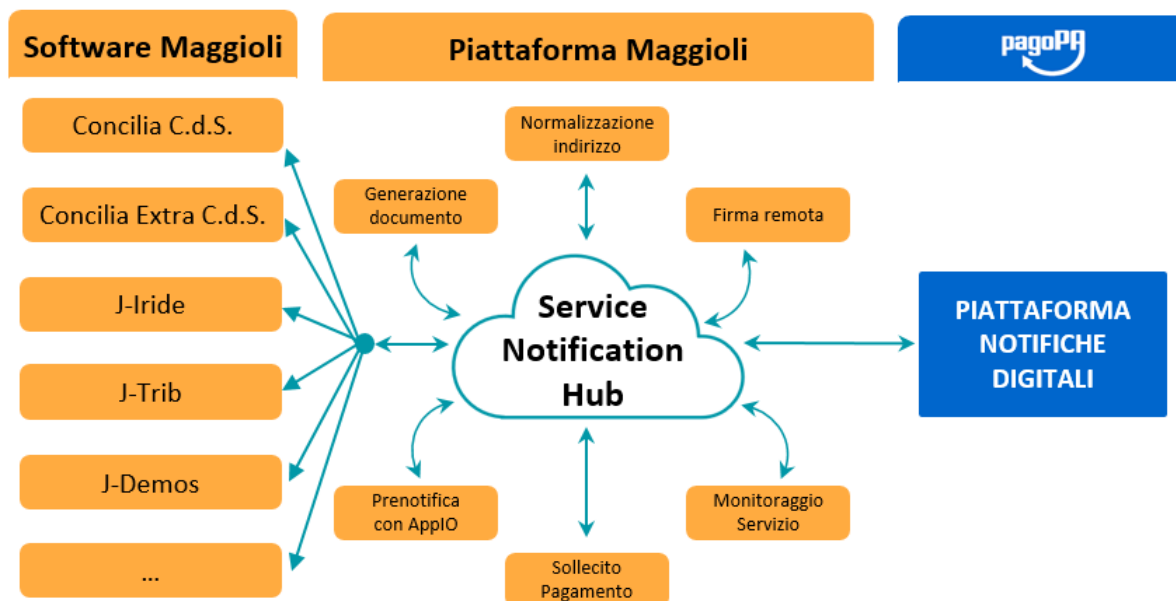 Software Maggioli
Piattaforma Maggioli
pagoPA
Concilia C.d.S.
Concilia Extra C.d.S.
J-Iride
J-Trib
J-Demos
...
Normalizzazione
indirizzo
Generazione
documento
Firma remota
Service
Notification
Hub
Prenotifica
con AppIO
Monitoraggio
Servizio
Sollecito
Pagamento
PIATTAFORMA
NOTIFICHE
DIGITALI